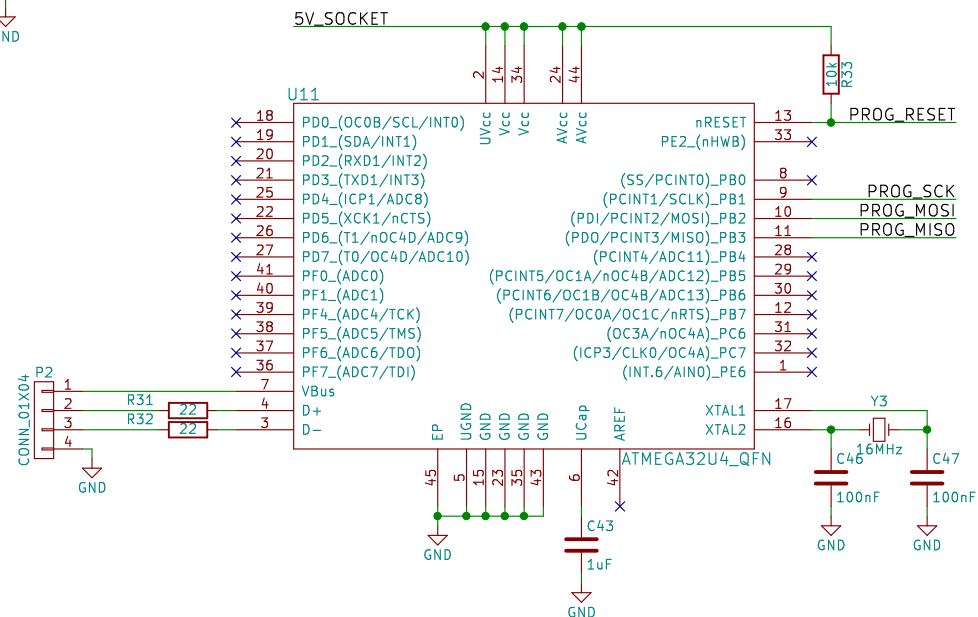 5V_SOCKET
ND
2
14
34
24
44
10k
R33
U11
UVcc
Vcc
Vcc
AVcc
AVcc
18 PD0_(OC0B/SCL/INT0)
19 PD1_(SDA/INT1)
20 PD2_(RXD1/INT2)
21 PD3_(TXD1/INT3)
25 PD4_(ICP1/ADC8)
22 PD5_(XCK1/nCTS)
26 PD6_(T1/nOC4D/ADC9)
27 PD7_(T0/OC4D/ADC10)
41 PF0_(ADC0)
40 PF1_(ADC1)
39 PF4_(ADC4/TCK)
38 PF5_(ADC5/TMS)
37 PF6_(ADC6/TDO)
36 PF7_(ADC7/TDI)
7 VBus
4 D+
3 D-
nRESET 13 PROG_RESET
PE2_(nHWB) 33
(SS/PCINT0)_PB0 8
(PCINT1/SCLK)_PB1 9 PROG_SCK
(PDI/PCINT2/MOSI)_PB2 10 PROG_MOSI
(PDO/PCINT3/MISO)_PB3 11 PROG_MISO
(PCINT4/ADC11)_PB4 28
(PCINT5/OC1A/nOC4B/ADC12)_PB5 29
(PCINT6/OC1B/OC4B/ADC13)_PB6 30
(PCINT7/OC0A/OC1C/nRTS)_PB7 12
(OC3A/nOC4A)_PC6 31
(ICP3/CLK0/OC4A)_PC7 32
(INT.6/AIN0)_PE6 1
XTAL1 17
XTAL2 16
P2
CONN_01X04
1
2
3
4
R31
22
R32
22
GND
EP
UGND
GND
GND
GND
GND
UCap
AREF
45
5
15
23
35
43
6
42
ATMEGA32U4_QFN
Y3
16MHz
C46
100nF
C47
100nF
GND
GND
GND
C43
1uF
GND